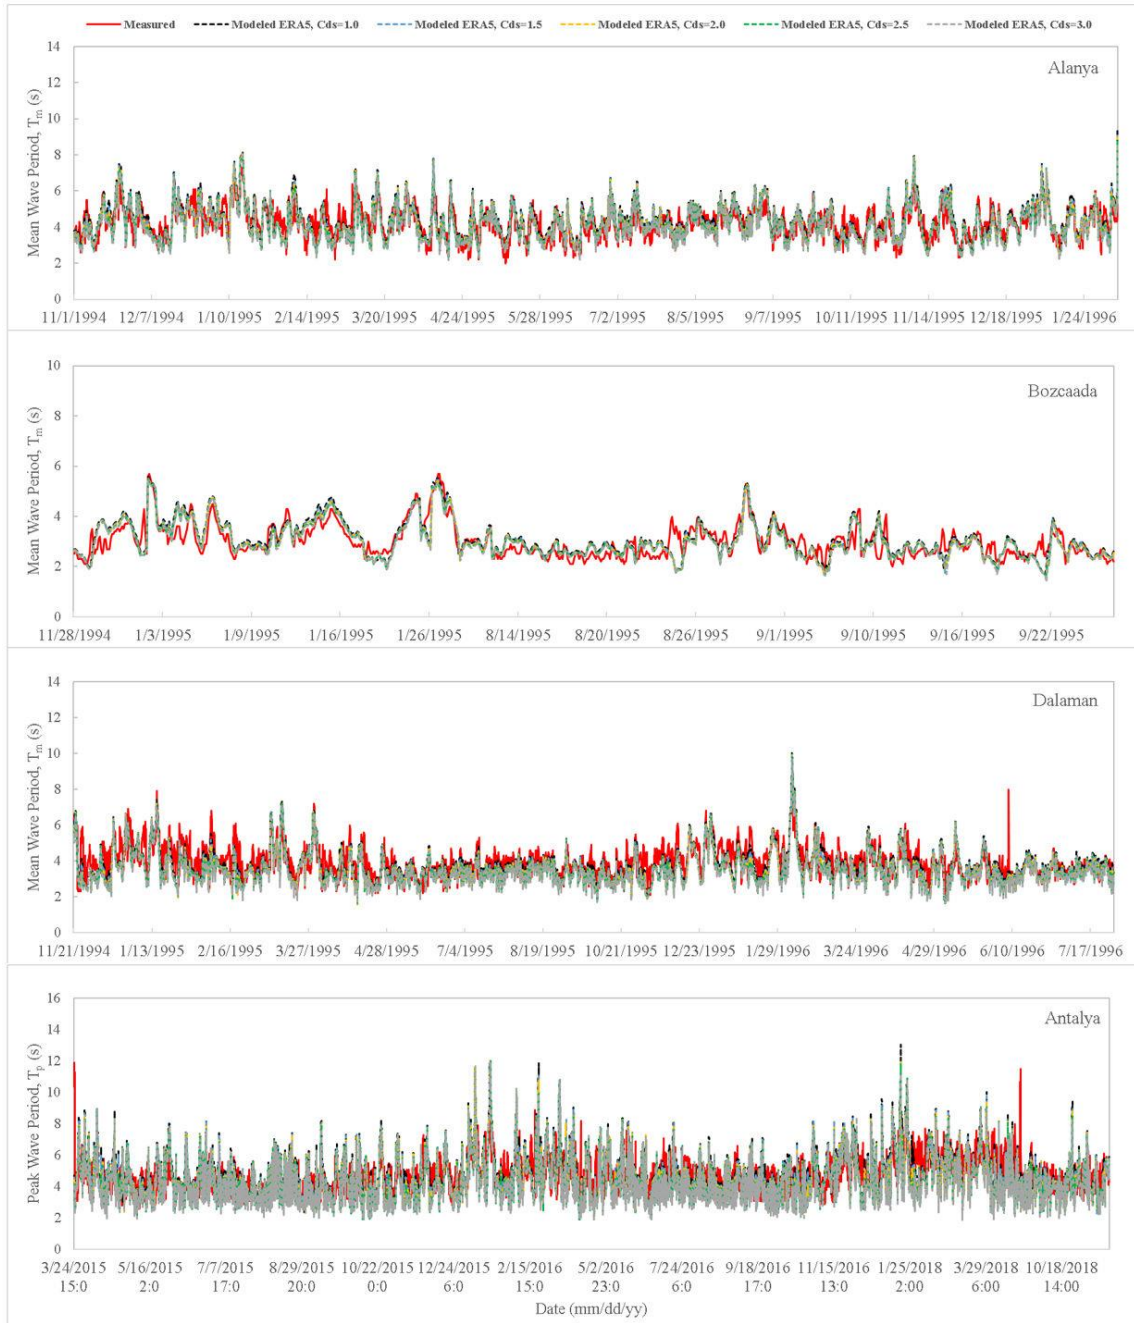 Measured Modeled ERA5, Cds=1.0 Modeled ERA5, Cds=1.5 Modeled ERA5, Cds=2.0 Modeled ERA5, Cds=2.5 Modeled ERA5, Cds=3.0
Alanya
Mean Wave Period, Tm (s)
14
12
10
8
6
4
2
0
11/1/1994 12/7/1994 1/10/1995 2/14/1995 3/20/1995 4/24/1995 5/28/1995 7/2/1995 8/5/1995 9/7/1995 10/11/1995 11/14/1995 12/18/1995 1/24/1996
Bozcaada
Mean Wave Period, Tm (s)
10
8
6
4
2
0
11/28/1994 1/3/1995 1/9/1995 1/16/1995 1/26/1995 8/14/1995 8/20/1995 8/26/1995 9/1/1995 9/10/1995 9/16/1995 9/22/1995
Dalaman
Mean Wave Period, Tm (s)
14
12
10
8
6
4
2
0
11/21/1994 1/13/1995 2/16/1995 3/27/1995 4/28/1995 7/4/1995 8/19/1995 10/21/1995 12/23/1995 1/29/1996 3/24/1996 4/29/1996 6/10/1996 7/17/1996
Antalya
Peak Wave Period, Tp (s)
16
14
12
10
8
6
4
2
0
3/24/2015 5/16/2015 7/7/2015 8/29/2015 10/22/2015 12/24/2015 2/15/2016 5/2/2016 7/24/2016 9/18/2016 11/15/2016 1/25/2018 3/29/2018 10/18/2018
15:0 2:0 17:0 20:0 0:0 6:0 15:0 23:0 6:0 17:0 13:0 2:00 6:00 14:00
Date (mm/dd/yy)